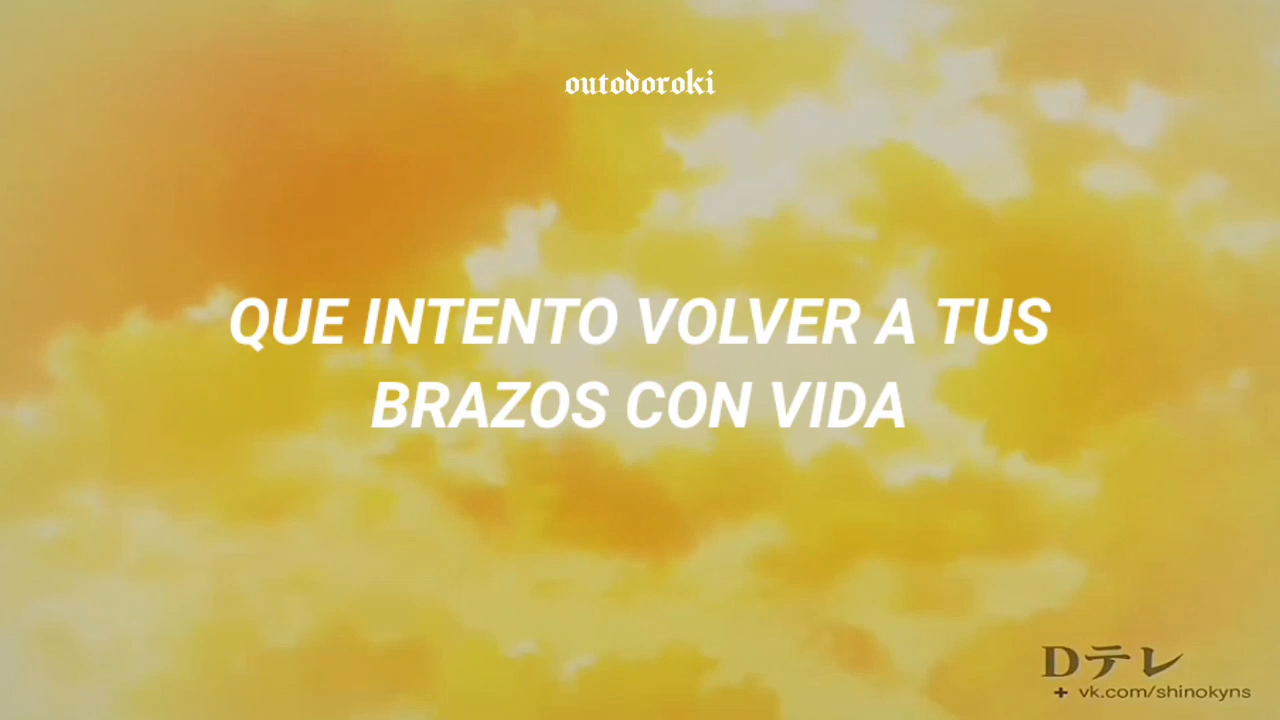 outodoroki
QUE INTENTO VOLVER A TUS
BRAZOS CON VIDA
Dテレ
+ vk.com/shinokyns